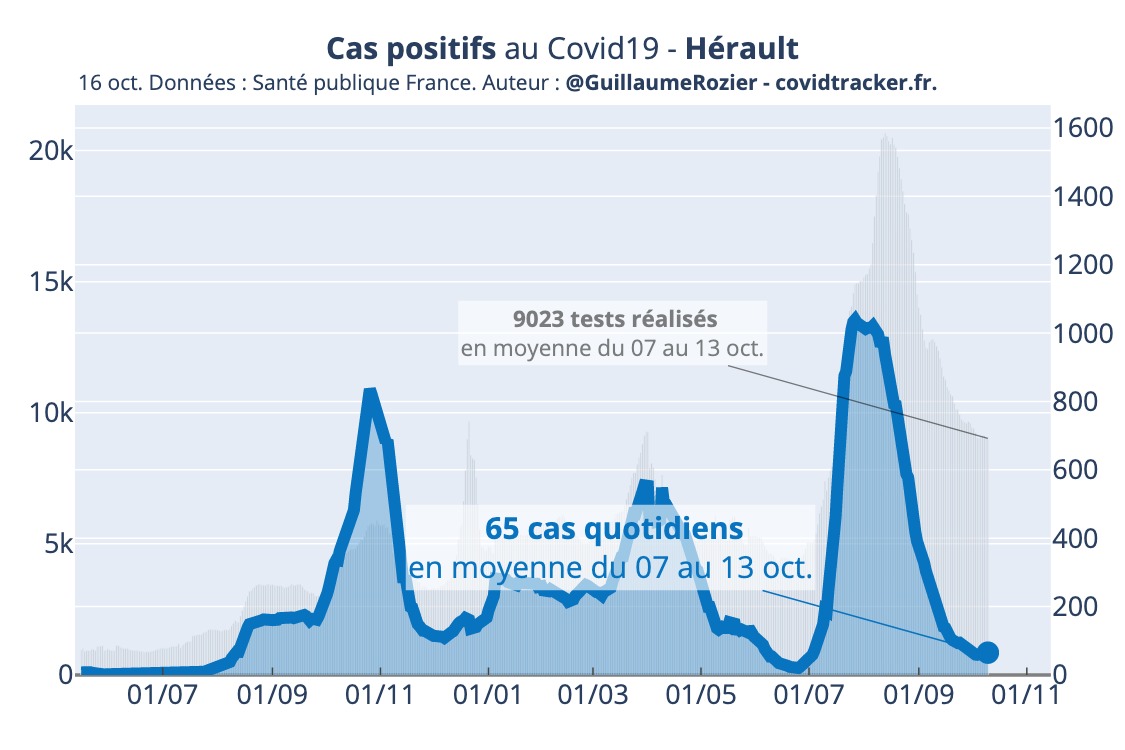 Cas positifs au Covid19 - Hérault
16 oct. Données : Santé publique France. Auteur : @GuillaumeRozier - covidtracker.fr.
20k
15k
10k
5k
0
1600
1400
1200
1000
800
600
400
200
0
9023 tests réalisés
en moyenne du 07 au 13 oct.
65 cas quotidiens
en moyenne du 07 au 13 oct.
01/07 01/09 01/11 01/01 01/03 01/05 01/07 01/09 01/11